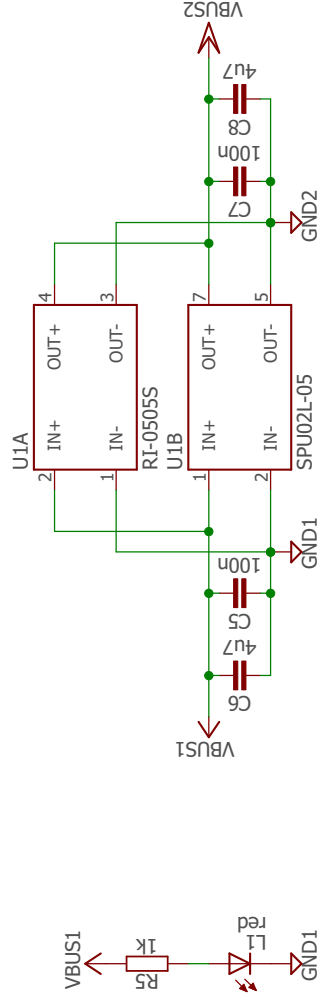 VBUS2
4u7
C8
100n
C7
GND2
4
3
7
5
OUT+
OUT-
OUT+
OUT-
U1A
IN+
IN-
RI-0505S
U1B
IN+
IN-
SPU02L-05
2
1
1
2
GND1
100n
C5
4u7
C6
VBUS1
VBUS1
1k
R5
L1
red
GND1